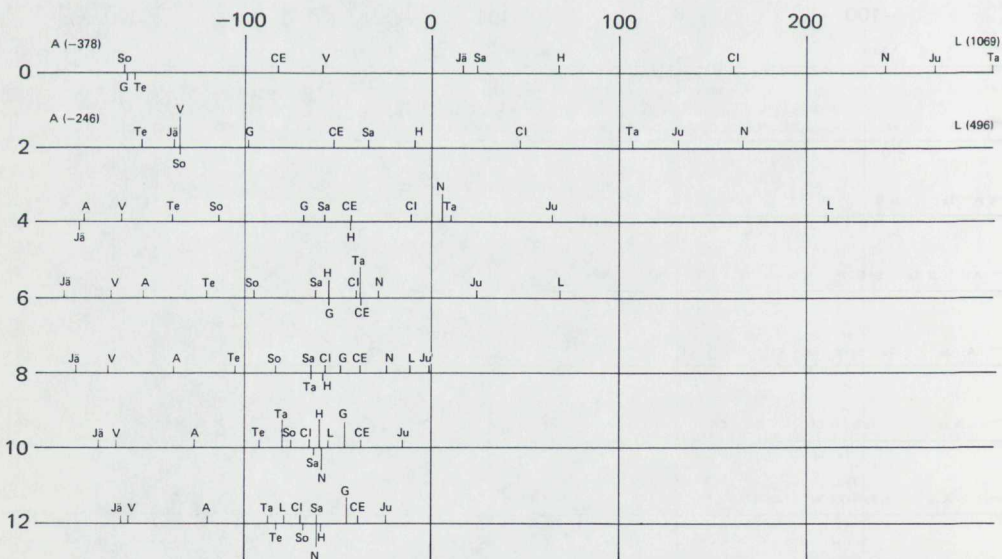 −100 0 100 200
A (−378) L (1069)
So CE V Jä Sa H Cl N Ju Ta
0
G Te
V
A (−246) L (496)
Te Jä G CE Sa H Cl Ta Ju N
2
So
N
A V Te So G Sa CE Cl Ta Ju L
4
Jä H
Ta
H
Jä V A Te So Sa Cl N Ju L
6
G CE
Jä V A Te So Sa Cl G CE N L Ju
8
Ta H
Ta H G
Jä V A Te So Cl L CE Ju
10
Sa
N
G
Jä V A Ta L Cl Sa CE Ju
12
Te So H
N